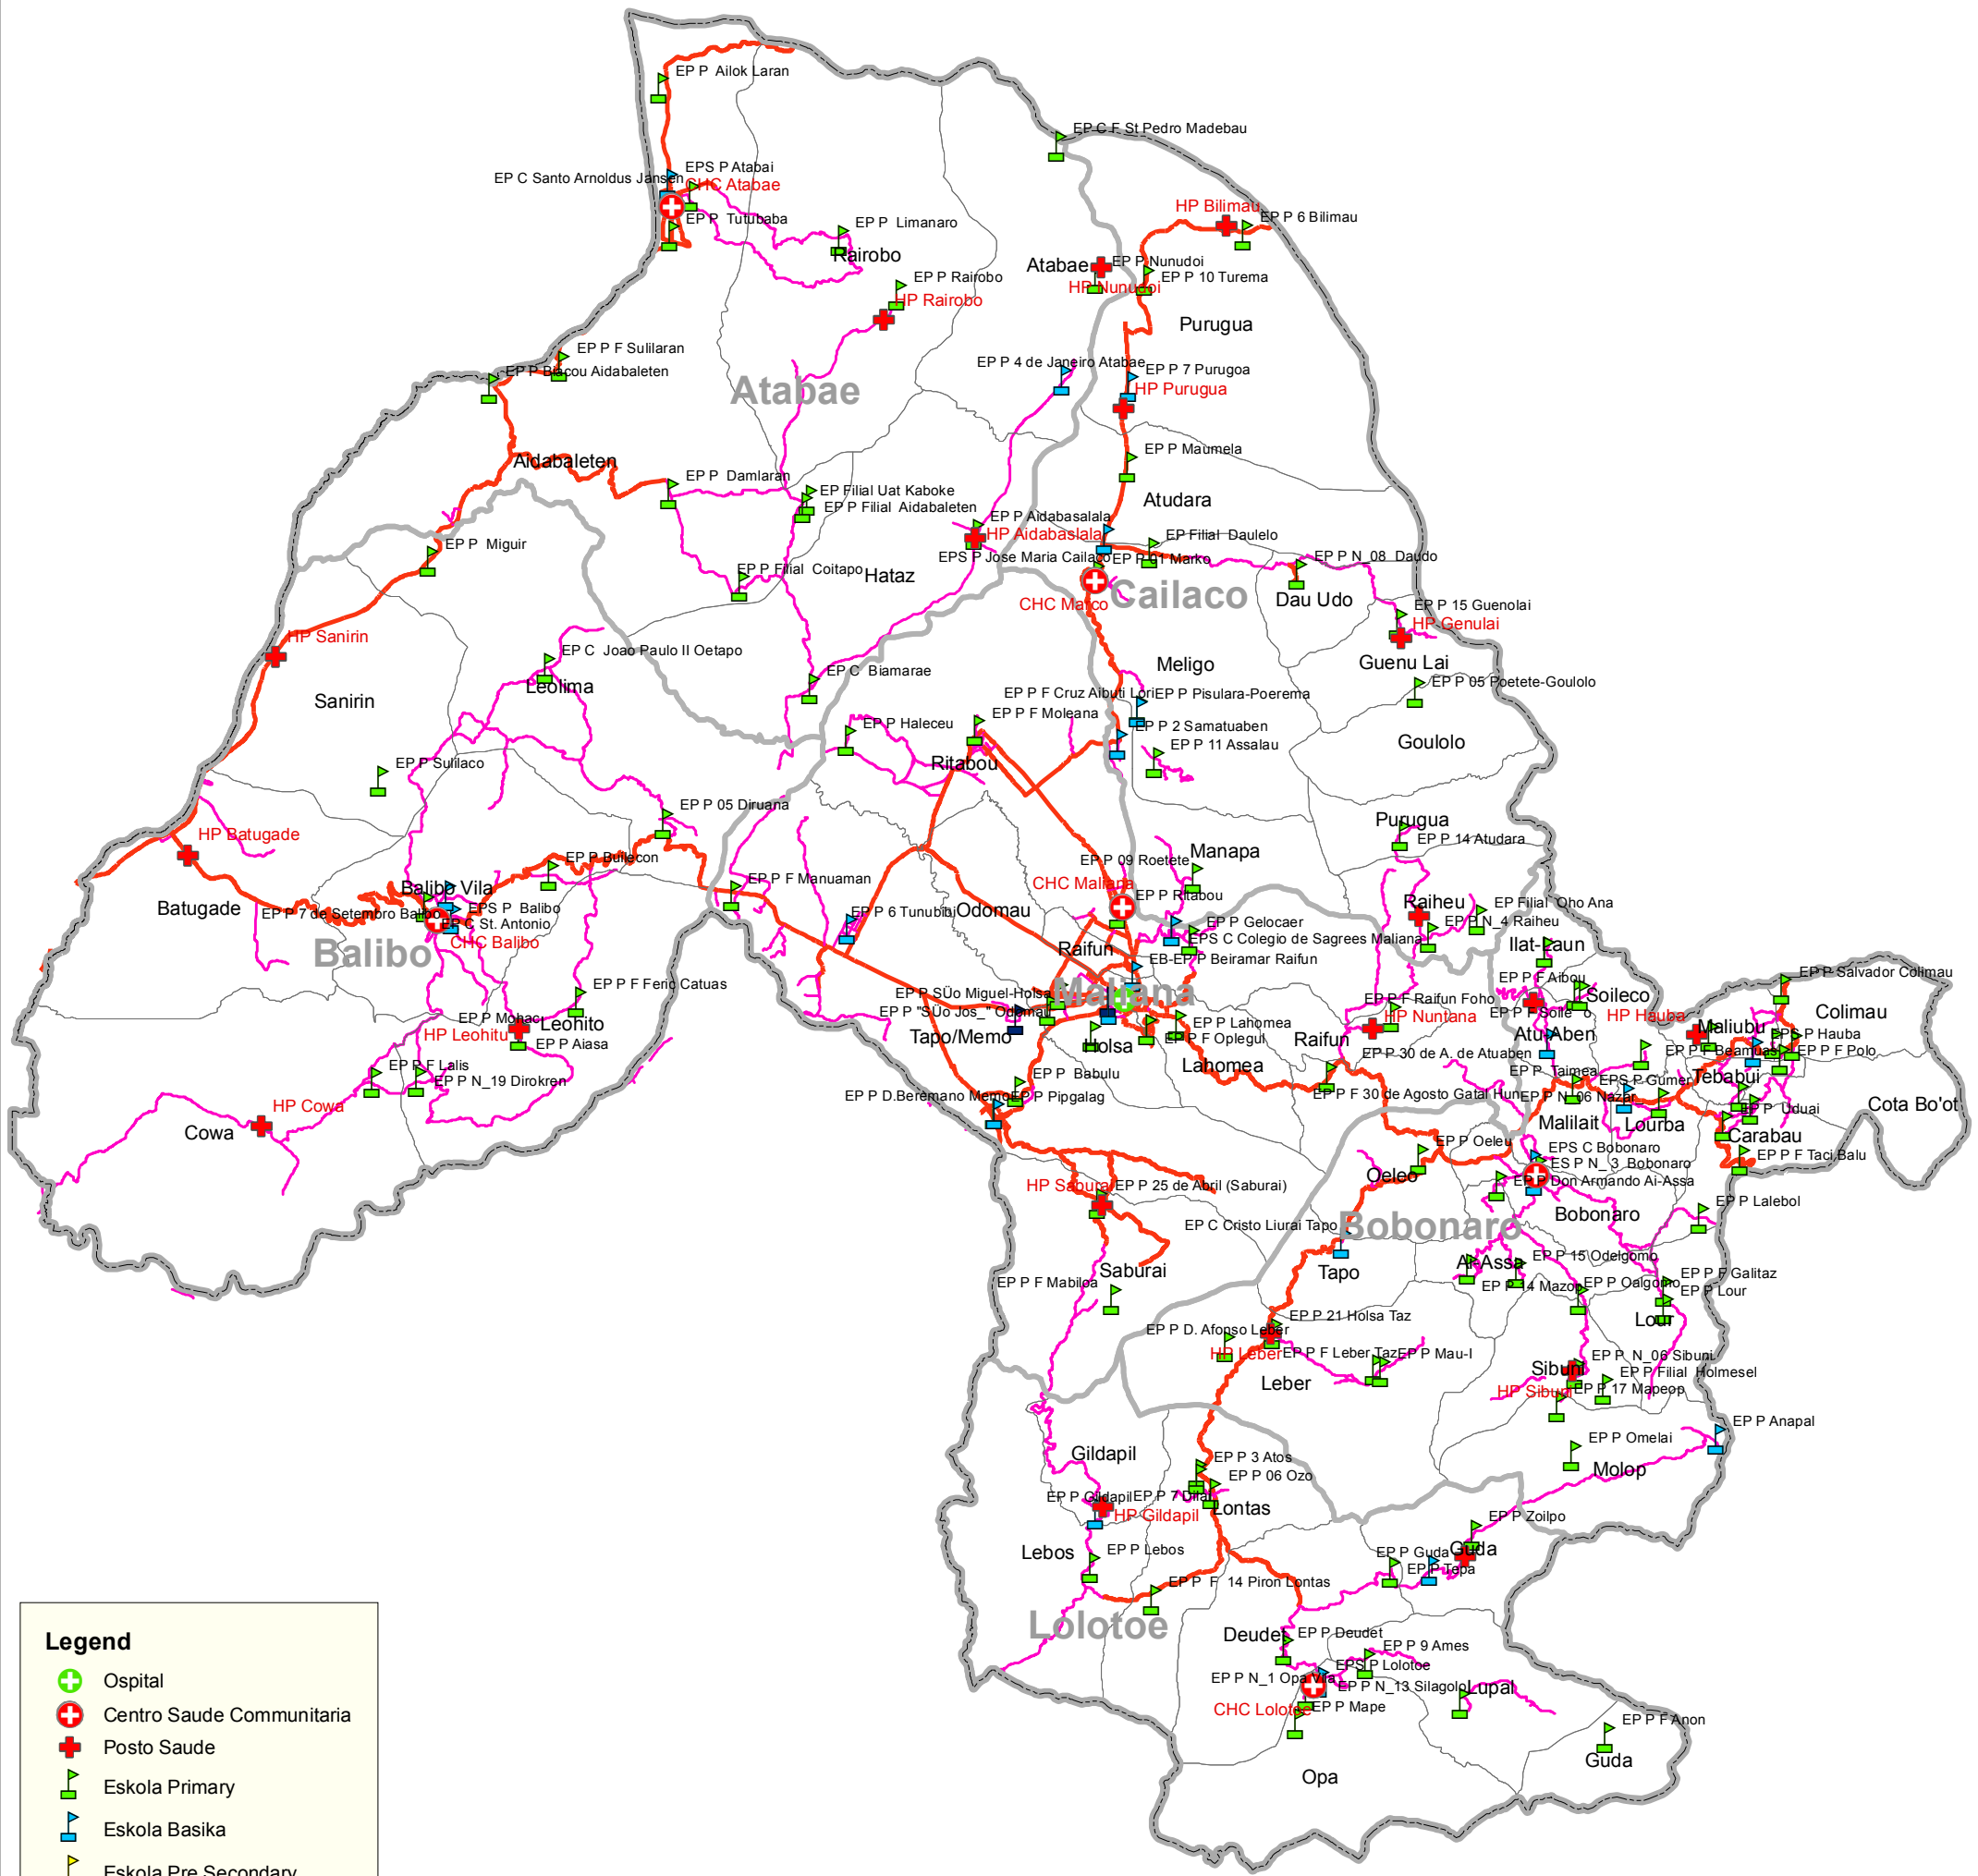 EP P  Ailok Laran
EP C F St Pedro Madebau
EPS P Atabai
EP C Santo Arnoldus Jansen
CHC Atabae
EP P  Tutubaba
EP P  Limanaro
Rairobo
HP Bilimau
EP P 6 Bilimau
Atabae
EP P Nunudoi
EP P 10 Turema
HP Nunudoi
EP P Rairobo
HP Rairobo
Purugua
EP P F Sulilaran
EP P Biacou Aidabaleten
EP P 4 de Janeiro Atabae
EP P 7 Purugoa
HP Purugua
Atabae
EP P Maumela
Aidabaleten
EP P  Damlaran
EP Filial Uat Kaboke
EP P Filial  Aidabaleten
Atudara
EP P Aidabasalala
HP Aidabaslala
EP Filial  Daulelo
EP P  Miguir
EPS P Jose Maria Cailaco
EP P 01 Marko
EP P N_08  Daudo
EP P Filial  Coitapo
Hataz
Cailaco
Dau Udo
CHC Marco
EP P 15 Guenolai
HP Genulai
HP Sanirin
EP C  Joao Paulo II Oetapo
Leolima
Meligo
Guenu Lai
Sanirin
EP C  Biamarae
EP P F Cruz Aibuti Lori
EP P Pisulara-Poerema
EP P 05 Poetete-Goulolo
EP P Haleceu
EP P F Moleana
EP P 2 Samatuaben
EP P 11 Assalau
Goulolo
Ritabou
EP P Sulilaco
EP P 05 Diruana
HP Batugade
Purugua
EP P 14 Atudara
EP P Bulecon
EP P 09 Roetete
Manapa
CHC Maliana
EP P F Manuaman
EP P Ritabou
Balibo Vila
Batugade
EP P 7 de Setembro Balibo
EPS P  Balibo
EP C St. Antonio
CHC Balibo
Balibo
EP P 6 Tunubibi
Odomau
EP P Gelocaer
EPS C Colegio de Sagrees Maliana
Raiheu
EP Filial  Oho Ana
EP P N_4 Raiheu
Raifun
EB-EP P Beiramar Raifun
Ilat-Laun
EP P Salvador Colimau
EP P F Ferio Catuas
EP P SÜo Miguel-Holsa
Maliana
EP P "SÜo Jos_" Odomau
EP P F Aibou
Soileco
Colimau
EP P Mohac
HP Leohitu
Leohito
EP P Aiasa
Tapo/Memo
Holsa
EP P Lahomea
EP P F Oplegul
Lahomea
EP P F Raifun Foho
HP Nuntana
Raifun
HP Hauba
Maliubu
Atu Aben
EPS P Hauba
EP P F Polo
EP P 30 de A. de Atuaben
EP P F Beamuas
EP P F Lalis
EP P N_19 Dirokren
EP P  Babulu
EP P  Taimea
EPS P Gumer
Tebabui
HP Cowa
Cowa
EP P D.Beremano Memo
EP P Pipgalag
EP P F 30 de Agosto Gatal Hun
EP P N_06 Nazar
Malilait
Lourba
EP P  Uduai
Carabau
Cota Bo'ot
EP P Oeleu
EPS C Bobonaro
ES P N_ 3  Bobonaro
EP P F Taci Balu
Oeleo
EP P Don Armando Ai-Assa
HP Saburai
EP P 25 de Abril (Saburai)
EP P Lalebol
EP C Cristo Liurai Tapo
Bobonaro
Bobonaro
Saburai
Tapo
Ai-Assa
EP P 15 Odelgomo
EP P F Mabiloa
EP P 14 Mazop
EP P Oalgomo
EP P F Galitaz
EP P Lour
Lour
EP P D. Afonso Leber
EP P 21 Holsa Taz
HP Leber
EP P F Leber Taz
EP P Mau-I
Leber
Sibuni
EP P N_06 Sibuni
EP P Filial  Holmesel
HP Sibuni
EP P 17 Mapeop
EP P Anapal
Gildapil
EP P 3 Atos
EP P 06 Ozo
EP P Omelai
Molop
EP P Gildapil
EP P 7 Dilai
HP Gildapil
Lontas
EP P Zoilpo
Lebos
EP P Lebos
EP P Guda
Guda
EP P Tepa
EP P  F  14 Piron Lontas
Lolotoe
Deudet
EP P Deudet
EP P 9 Ames
EPS P Lolotoe
EP P N_1 Opa Vila
EP P N_13 Silagolo
Lupal
CHC Lolotoe
EP P Mape
EP P F Anon
Guda
Opa
Legend
Ospital
Centro Saude Communitaria
Posto Saude
Eskola Primary
Eskola Basika
Eskola Pre Secondary